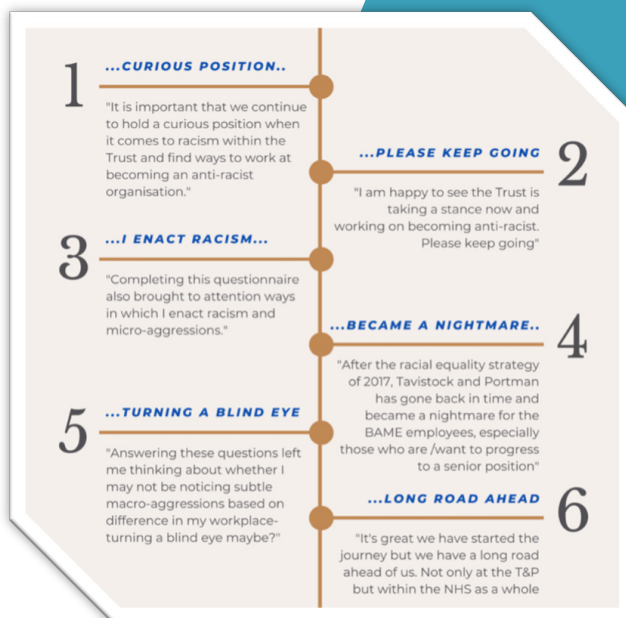 1
...CURIOUS POSITION..
"It is important that we continue
to hold a curious position when
it comes to racism within the
Trust and find ways to work at
becoming an anti-racist
organisation."
2
...PLEASE KEEP GOING
"I am happy to see the Trust is
taking a stance now and
working on becoming anti-racist.
Please keep going"
3
...I ENACT RACISM...
"Completing this questionnaire
also brought to attention ways
in which I enact racism and
micro-aggressions."
4
...BECAME A NIGHTMARE..
"After the racial equality strategy
of 2017, Tavistock and Portman
has gone back in time and
became a nightmare for the
BAME employees, especially
those who are /want to progress
to a senior position"
5
...TURNING A BLIND EYE
"Answering these questions left
me thinking about whether I
may not be noticing subtle
macro-aggressions based on
difference in my workplace-
turning a blind eye maybe?"
6
...LONG ROAD AHEAD
"It's great we have started the
journey but we have a long road
ahead of us. Not only at the T&P
but within the NHS as a whole